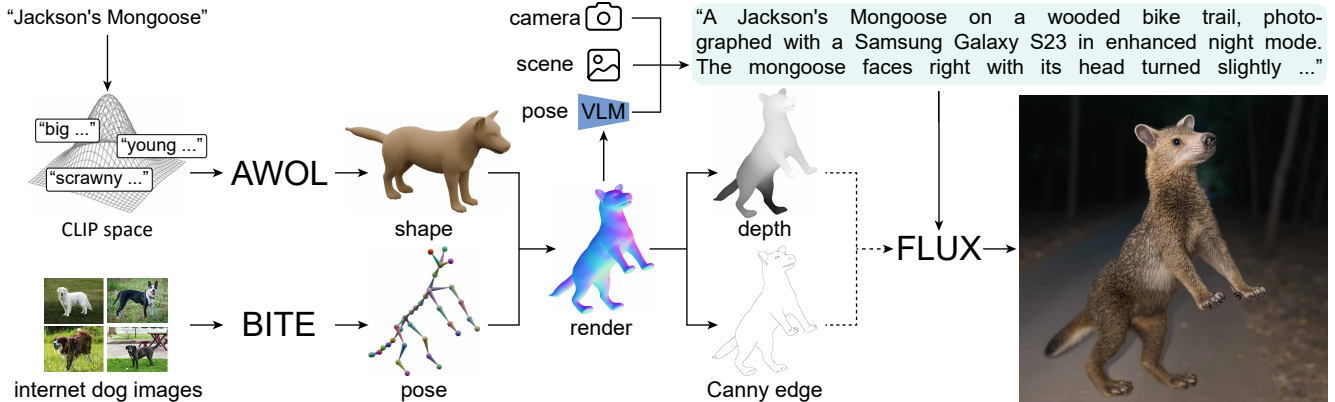 “Jackson's Mongoose”
“big ...”
“young ...”
“scrawny ...”
CLIP space
AWOL
shape
internet dog images
BITE
pose
camera
scene
pose
VLM
render
“A Jackson's Mongoose on a wooded bike trail, photo-
graphed with a Samsung Galaxy S23 in enhanced night mode.
The mongoose faces right with its head turned slightly ...”
depth
Canny edge
FLUX